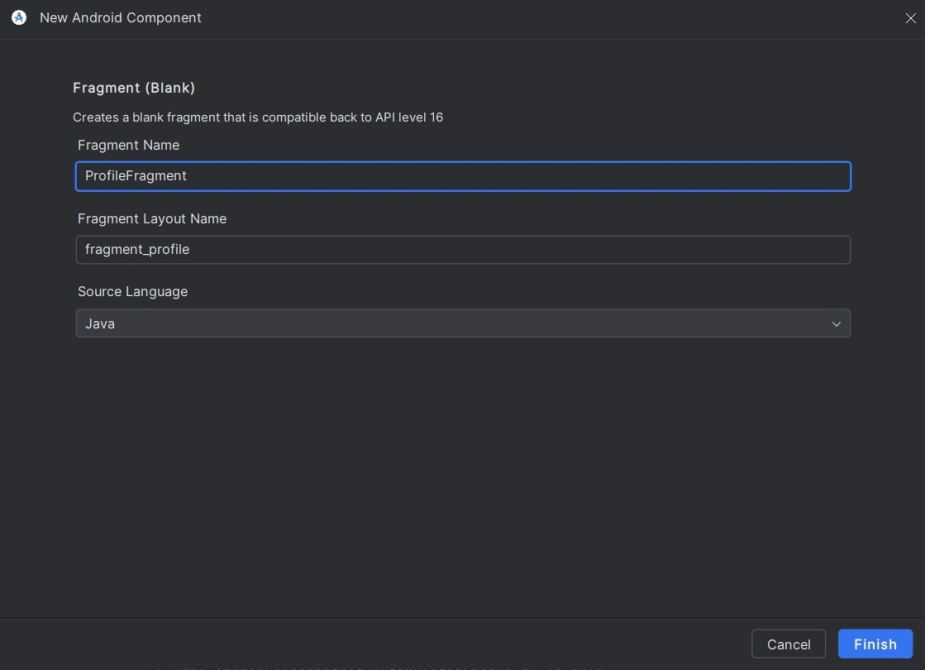 New Android Component
Fragment (Blank)
Creates a blank fragment that is compatible back to API level 16
Fragment Name
ProfileFragment
Fragment Layout Name
fragment_profile
Source Language
Java
Cancel
Finish